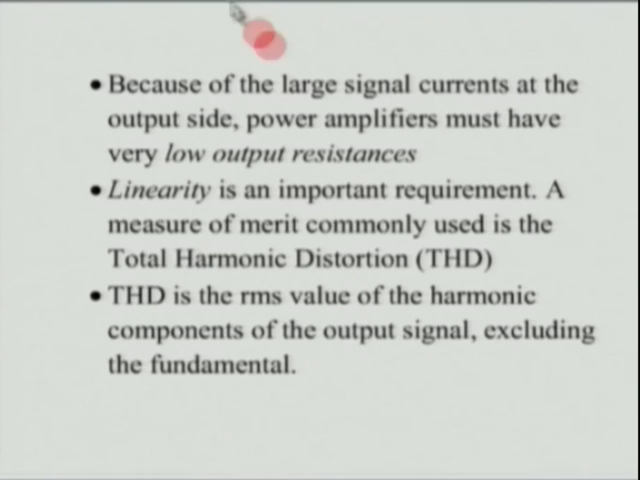 • Because of the large signal currents at the
output side, power amplifiers must have
very low output resistances
• Linearity is an important requirement. A
measure of merit commonly used is the
Total Harmonic Distortion (THD)
• THD is the rms value of the harmonic
components of the output signal, excluding
the fundamental.